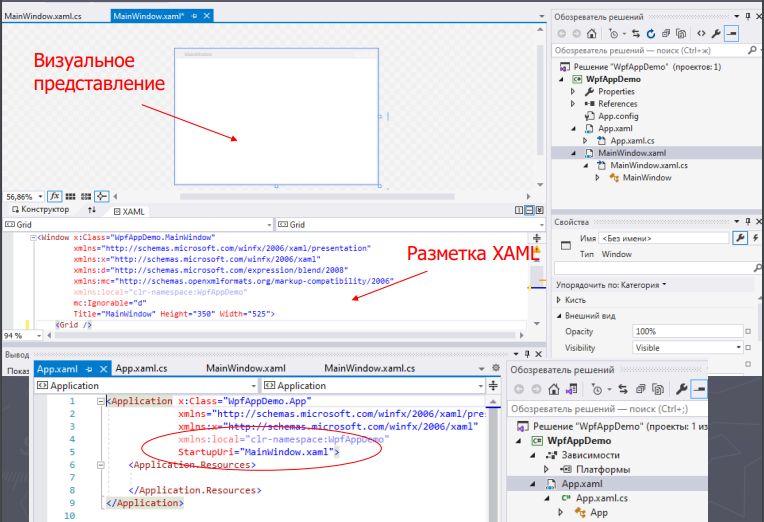 MainWindow.xaml.cs
MainWindow.xaml*
Визуальное
представление
56,86%
Конструктор
XAML
Grid
Grid
<Window x:Class="WpfAppDemo.MainWindow"
xmlns="http://schemas.microsoft.com/winfx/2006/xaml/presentation"
xmlns:x="http://schemas.microsoft.com/winfx/2006/xaml"
xmlns:d="http://schemas.microsoft.com/expression/blend/2008"
xmlns:mc="http://schemas.openxmlformats.org/markup-compatibility/2006"
xmlns:local="clr-namespace:WpfAppDemo"
mc:Ignorable="d"
Title="MainWindow" Height="350" Width="525">
<Grid />
Разметка XAML
94 %
Вывод
Показ
Обозреватель решений
Обозреватель решений — поиск (Ctrl+ж)
Решение "WpfAppDemo" (проектов: 1)
C# WpfAppDemo
Properties
References
App.config
App.xaml
App.xaml.cs
MainWindow.xaml
MainWindow.xaml.cs
MainWindow
Свойства
Имя <Без имени>
Тип Window
Упорядочить по: Категория
Кисть
Внешний вид
Opacity 100%
Visibility Visible
App.xaml
App.xaml.cs
MainWindow.xaml
MainWindow.xaml.cs
Application
Application
1 <Application x:Class="WpfAppDemo.App"
2 xmlns="http://schemas.microsoft.com/winfx/2006/xaml/pre
3 xmlns:x="http://schemas.microsoft.com/winfx/2006/xaml"
4 xmlns:local="clr-namespace:WpfAppDemo"
5 StartupUri="MainWindow.xaml">
6 <Application.Resources>
7
8 </Application.Resources>
9 </Application>
10
Обозреватель решений
Обозреватель решений — поиск (Ctrl+;)
Решение "WpfAppDemo" (проекты: 1 из
C# WpfAppDemo
Зависимости
Платформы
App.xaml
C# App.xaml.cs
App